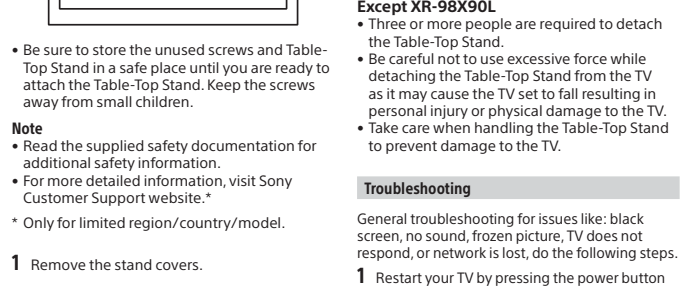 • Be sure to store the unused screws and Table-
Top Stand in a safe place until you are ready to
attach the Table-Top Stand. Keep the screws
away from small children.
Note
• Read the supplied safety documentation for
additional safety information.
• For more detailed information, visit Sony
Customer Support website.*
* Only for limited region/country/model.
1 Remove the stand covers.
Except XR-98X90L
• Three or more people are required to detach
the Table-Top Stand.
• Be careful not to use excessive force while
detaching the Table-Top Stand from the TV
as it may cause the TV set to fall resulting in
personal injury or physical damage to the TV.
• Take care when handling the Table-Top Stand
to prevent damage to the TV.
Troubleshooting
General troubleshooting for issues like: black
screen, no sound, frozen picture, TV does not
respond, or network is lost, do the following steps.
1 Restart your TV by pressing the power button